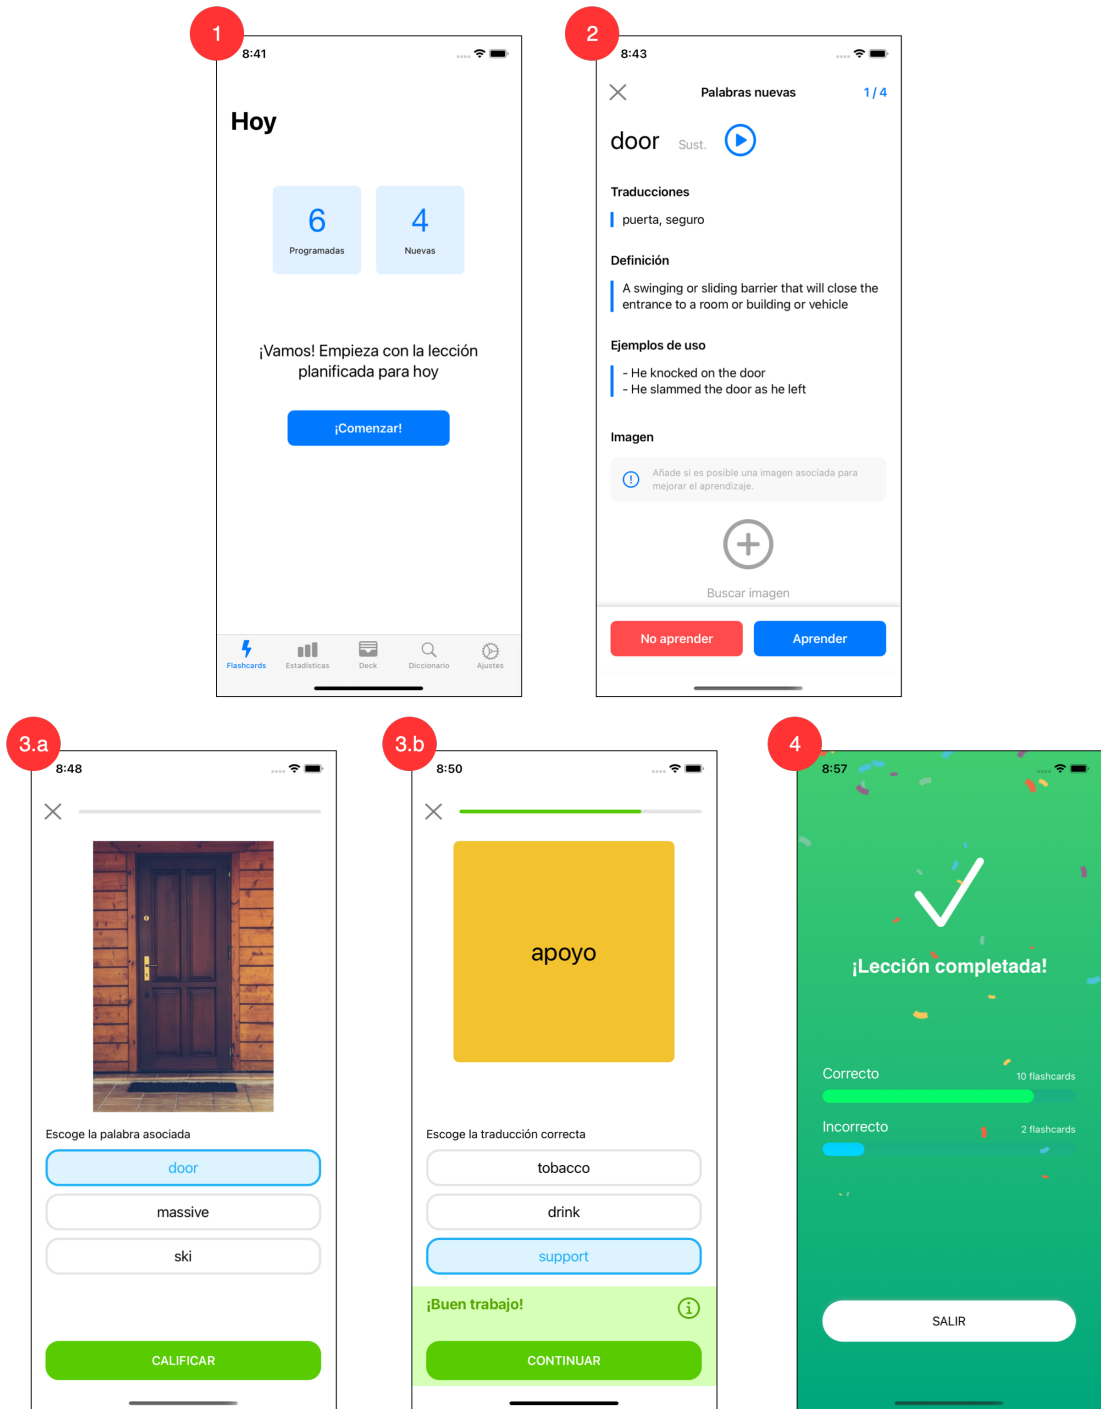 1
8:41
Hoy
6
Programadas
4
Nuevas
¡Vamos! Empieza con la lección
planificada para hoy
¡Comenzar!
Flashcards
Estadísticas
Deck
Diccionario
Ajustes
2
8:43
Palabras nuevas
1 / 4
door Sust.
Traducciones
puerta, seguro
Definición
A swinging or sliding barrier that will close the
entrance to a room or building or vehicle
Ejemplos de uso
- He knocked on the door
- He slammed the door as he left
Imagen
Añade si es posible una imagen asociada para
mejorar el aprendizaje.
Buscar imagen
No aprender
Aprender
3.a
8:48
Escoge la palabra asociada
door
massive
ski
CALIFICAR
3.b
8:50
apoyo
Escoge la traducción correcta
tobacco
drink
support
¡Buen trabajo!
CONTINUAR
4
8:57
¡Lección completada!
Correcto
10 flashcards
Incorrecto
2 flashcards
SALIR